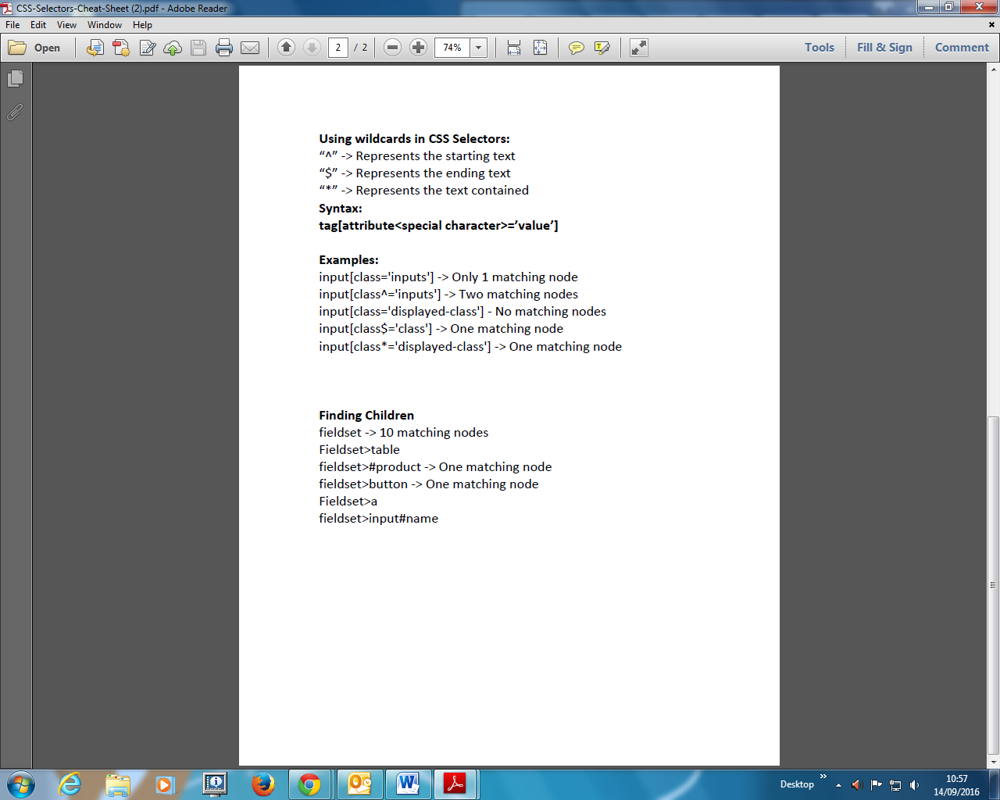 CSS-Selectors-Cheat-Sheet (2).pdf - Adobe Reader
File Edit View Window Help
Open 2 / 2 74% Tools Fill & Sign Comment
Using wildcards in CSS Selectors:
“^” -> Represents the starting text
“$” -> Represents the ending text
“*” -> Represents the text contained
Syntax:
tag[attribute<special character>=’value’]
Examples:
input[class='inputs'] -> Only 1 matching node
input[class^='inputs'] -> Two matching nodes
input[class='displayed-class'] - No matching nodes
input[class$='class'] -> One matching node
input[class*='displayed-class'] -> One matching node
Finding Children
fieldset -> 10 matching nodes
Fieldset>table
fieldset>#product -> One matching node
fieldset>button -> One matching node
Fieldset>a
fieldset>input#name
Desktop
10:57
14/09/2016